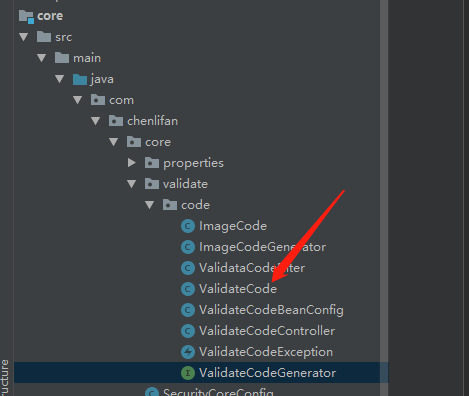 core
src
main
java
com
chenlifan
core
properties
validate
code
ImageCode
ImageCodeGenerator
ValidataCodeFilter
ValidateCode
ValidateCodeBeanConfig
ValidateCodeController
ValidateCodeException
ValidateCodeGenerator
SecurityCoreConfig
ucture